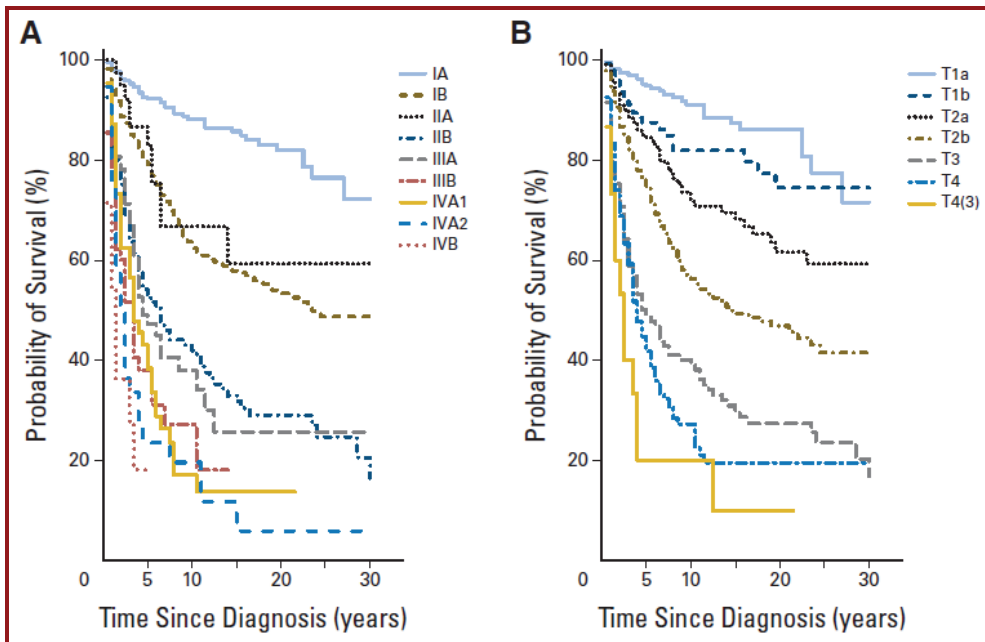 A
Probability of Survival (%)
100
80
60
40
20
0
5
10
20
30
Time Since Diagnosis (years)
IA
IB
IIA
IIB
IIIA
IIIB
IVA1
IVA2
IVB
B
Probability of Survival (%)
100
80
60
40
20
0
5
10
20
30
Time Since Diagnosis (years)
T1a
T1b
T2a
T2b
T3
T4
T4(3)